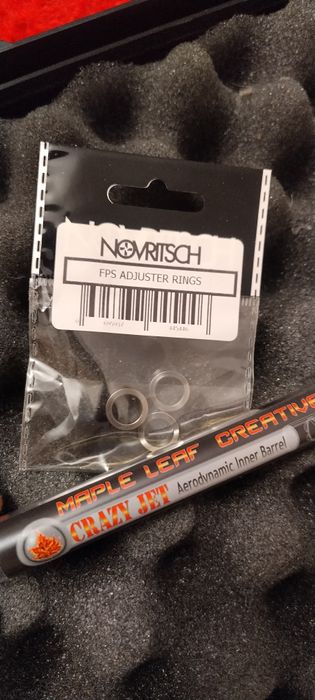 NOVRITSCH
FPS ADJUSTER RINGS
MAPLE LEAF CREATIVE
CRAZY JET Aerodynamic Inner Barrel